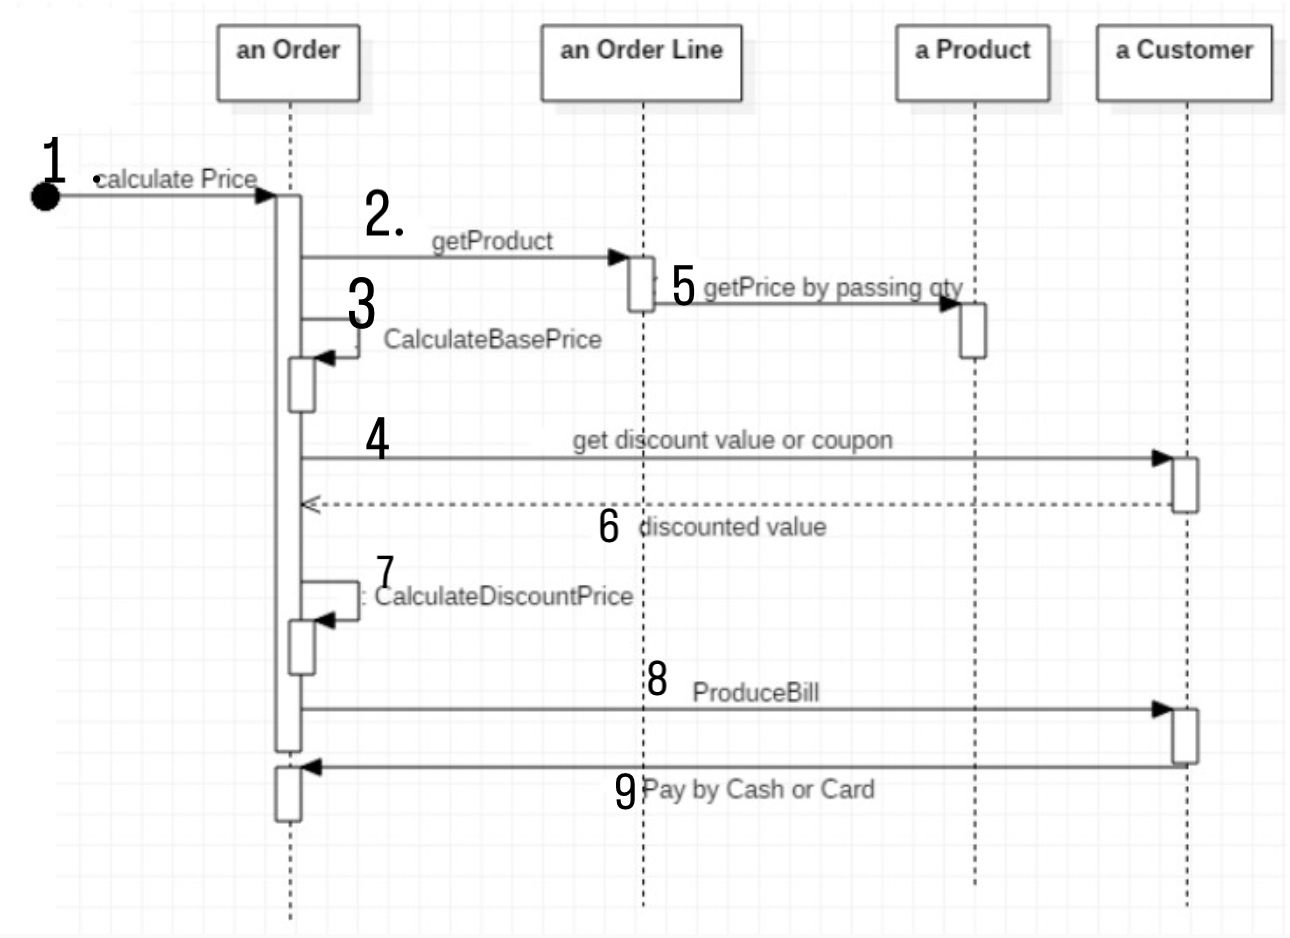 an Order
an Order Line
a Product
a Customer
1
calculate Price
2.
getProduct
5 getPrice by passing qty
3
CalculateBasePrice
4
get discount value or coupon
6 discounted value
7
: CalculateDiscountPrice
8
ProduceBill
9 Pay by Cash or Card